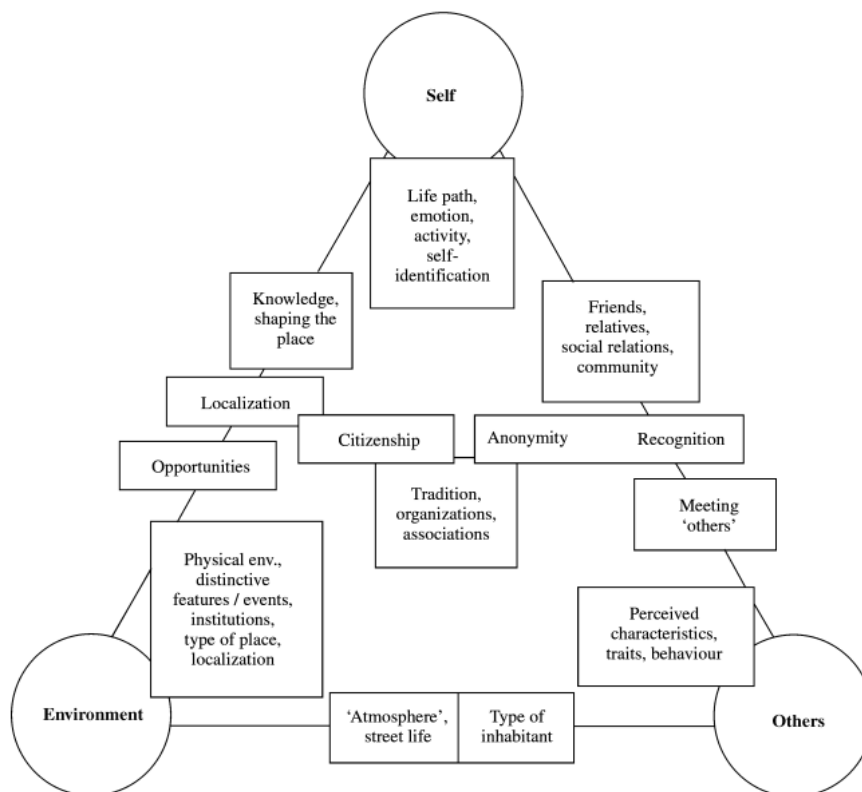 Self
Life path,
emotion,
activity,
self-
identification
Knowledge,
shaping the
place
Friends,
relatives,
social relations,
community
Localization
Citizenship
Anonymity
Recognition
Opportunities
Tradition,
organizations,
associations
Meeting
‘others’
Physical env.,
distinctive
features / events,
institutions,
type of place,
localization
Perceived
characteristics,
traits, behaviour
Environment
‘Atmosphere’,
street life
Type of
inhabitant
Others